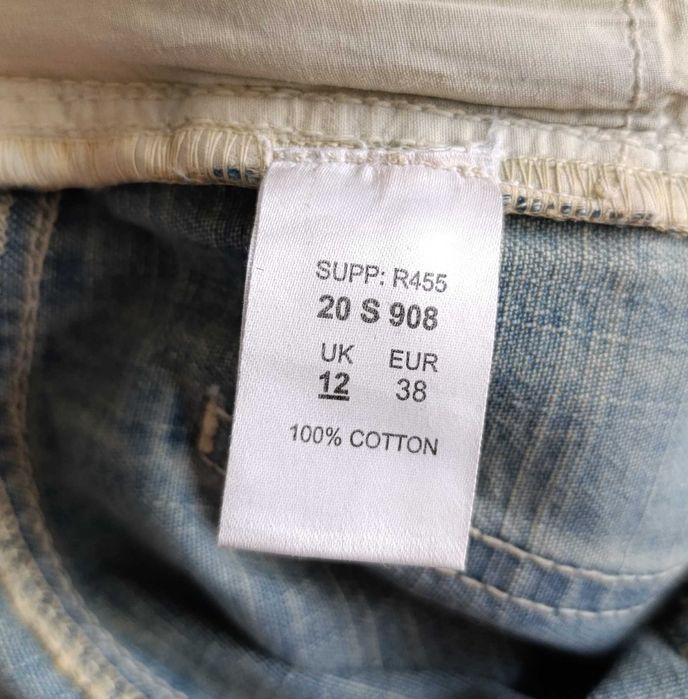 SUPP: R455
20 S 908
UK EUR
12 38
100% COTTON